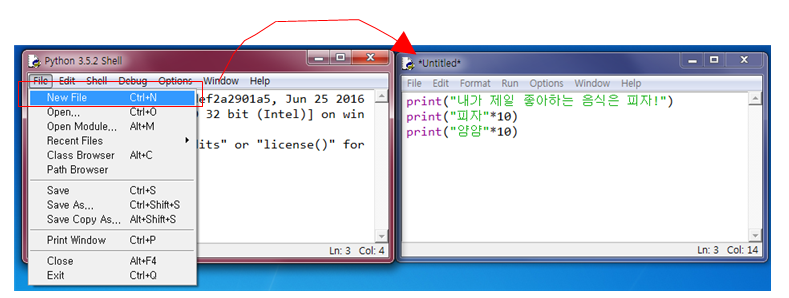 Python 3.5.2 Shell
File Edit Shell Debug Options Window Help
ef2a2901a5, Jun 25 2016
32 bit (Intel)] on win
dits" or "license()" for
New File Ctrl+N
Open... Ctrl+O
Open Module... Alt+M
Recent Files
Class Browser Alt+C
Path Browser
Save Ctrl+S
Save As... Ctrl+Shift+S
Save Copy As... Alt+Shift+S
Print Window Ctrl+P
Close Alt+F4
Exit Ctrl+Q
Ln: 3 Col: 4
*Untitled*
File Edit Format Run Options Window Help
print("내가 제일 좋아하는 음식은 피자!")
print("피자"*10)
print("양양"*10)
Ln: 3 Col: 14